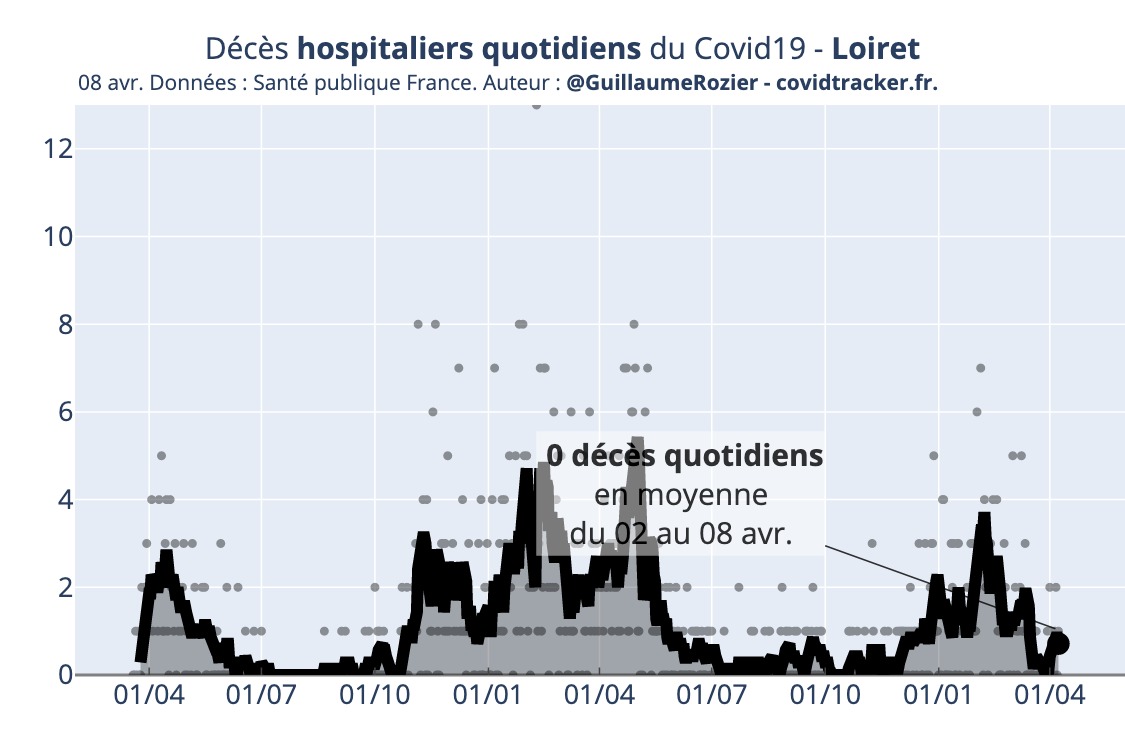 Décès hospitaliers quotidiens du Covid19 - Loiret
08 avr. Données : Santé publique France. Auteur : @GuillaumeRozier - covidtracker.fr.
12
10
8
6
4
2
0
0 décès quotidiens
en moyenne
du 02 au 08 avr.
01/04 01/07 01/10 01/01 01/04 01/07 01/10 01/01 01/04